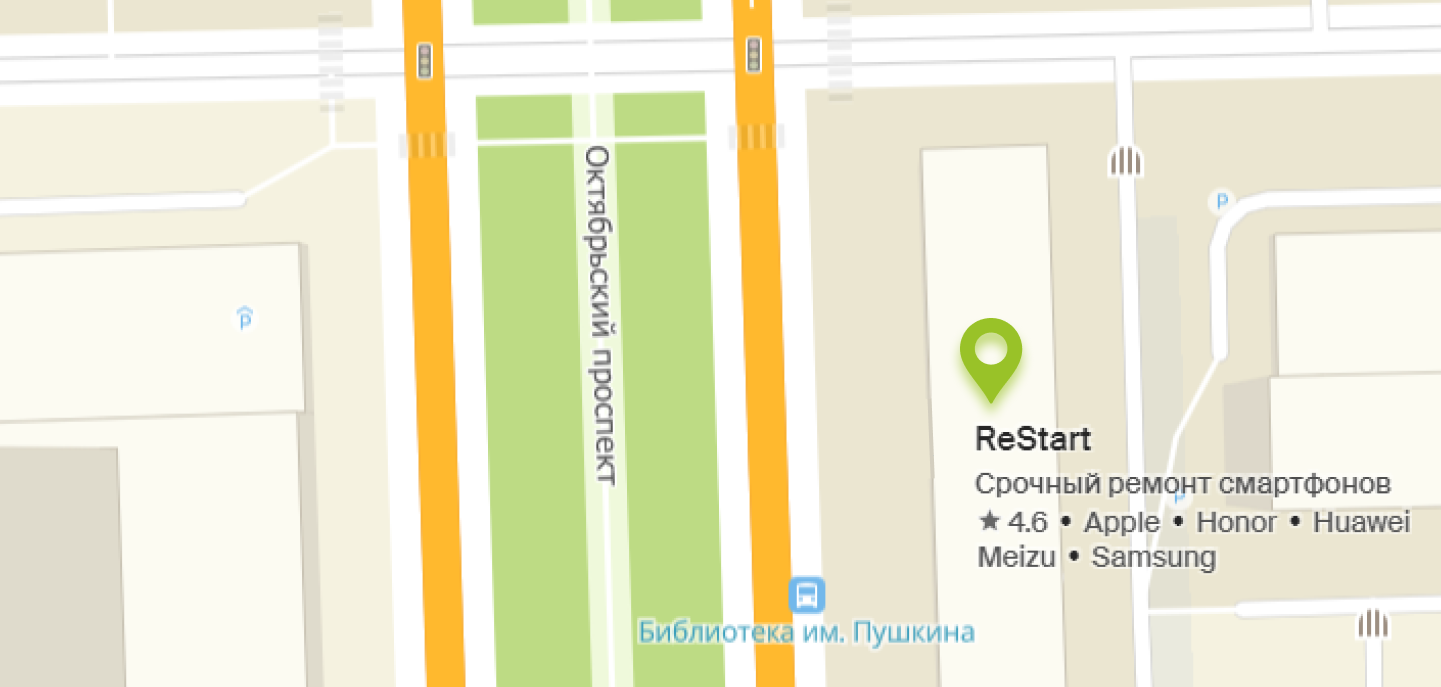 Октябрьский проспект
P
P
ReStart
Срочный ремонт смартфонов
P
★ 4.6 • Apple • Honor • Huawei
Meizu • Samsung
Библиотека им. Пушкина